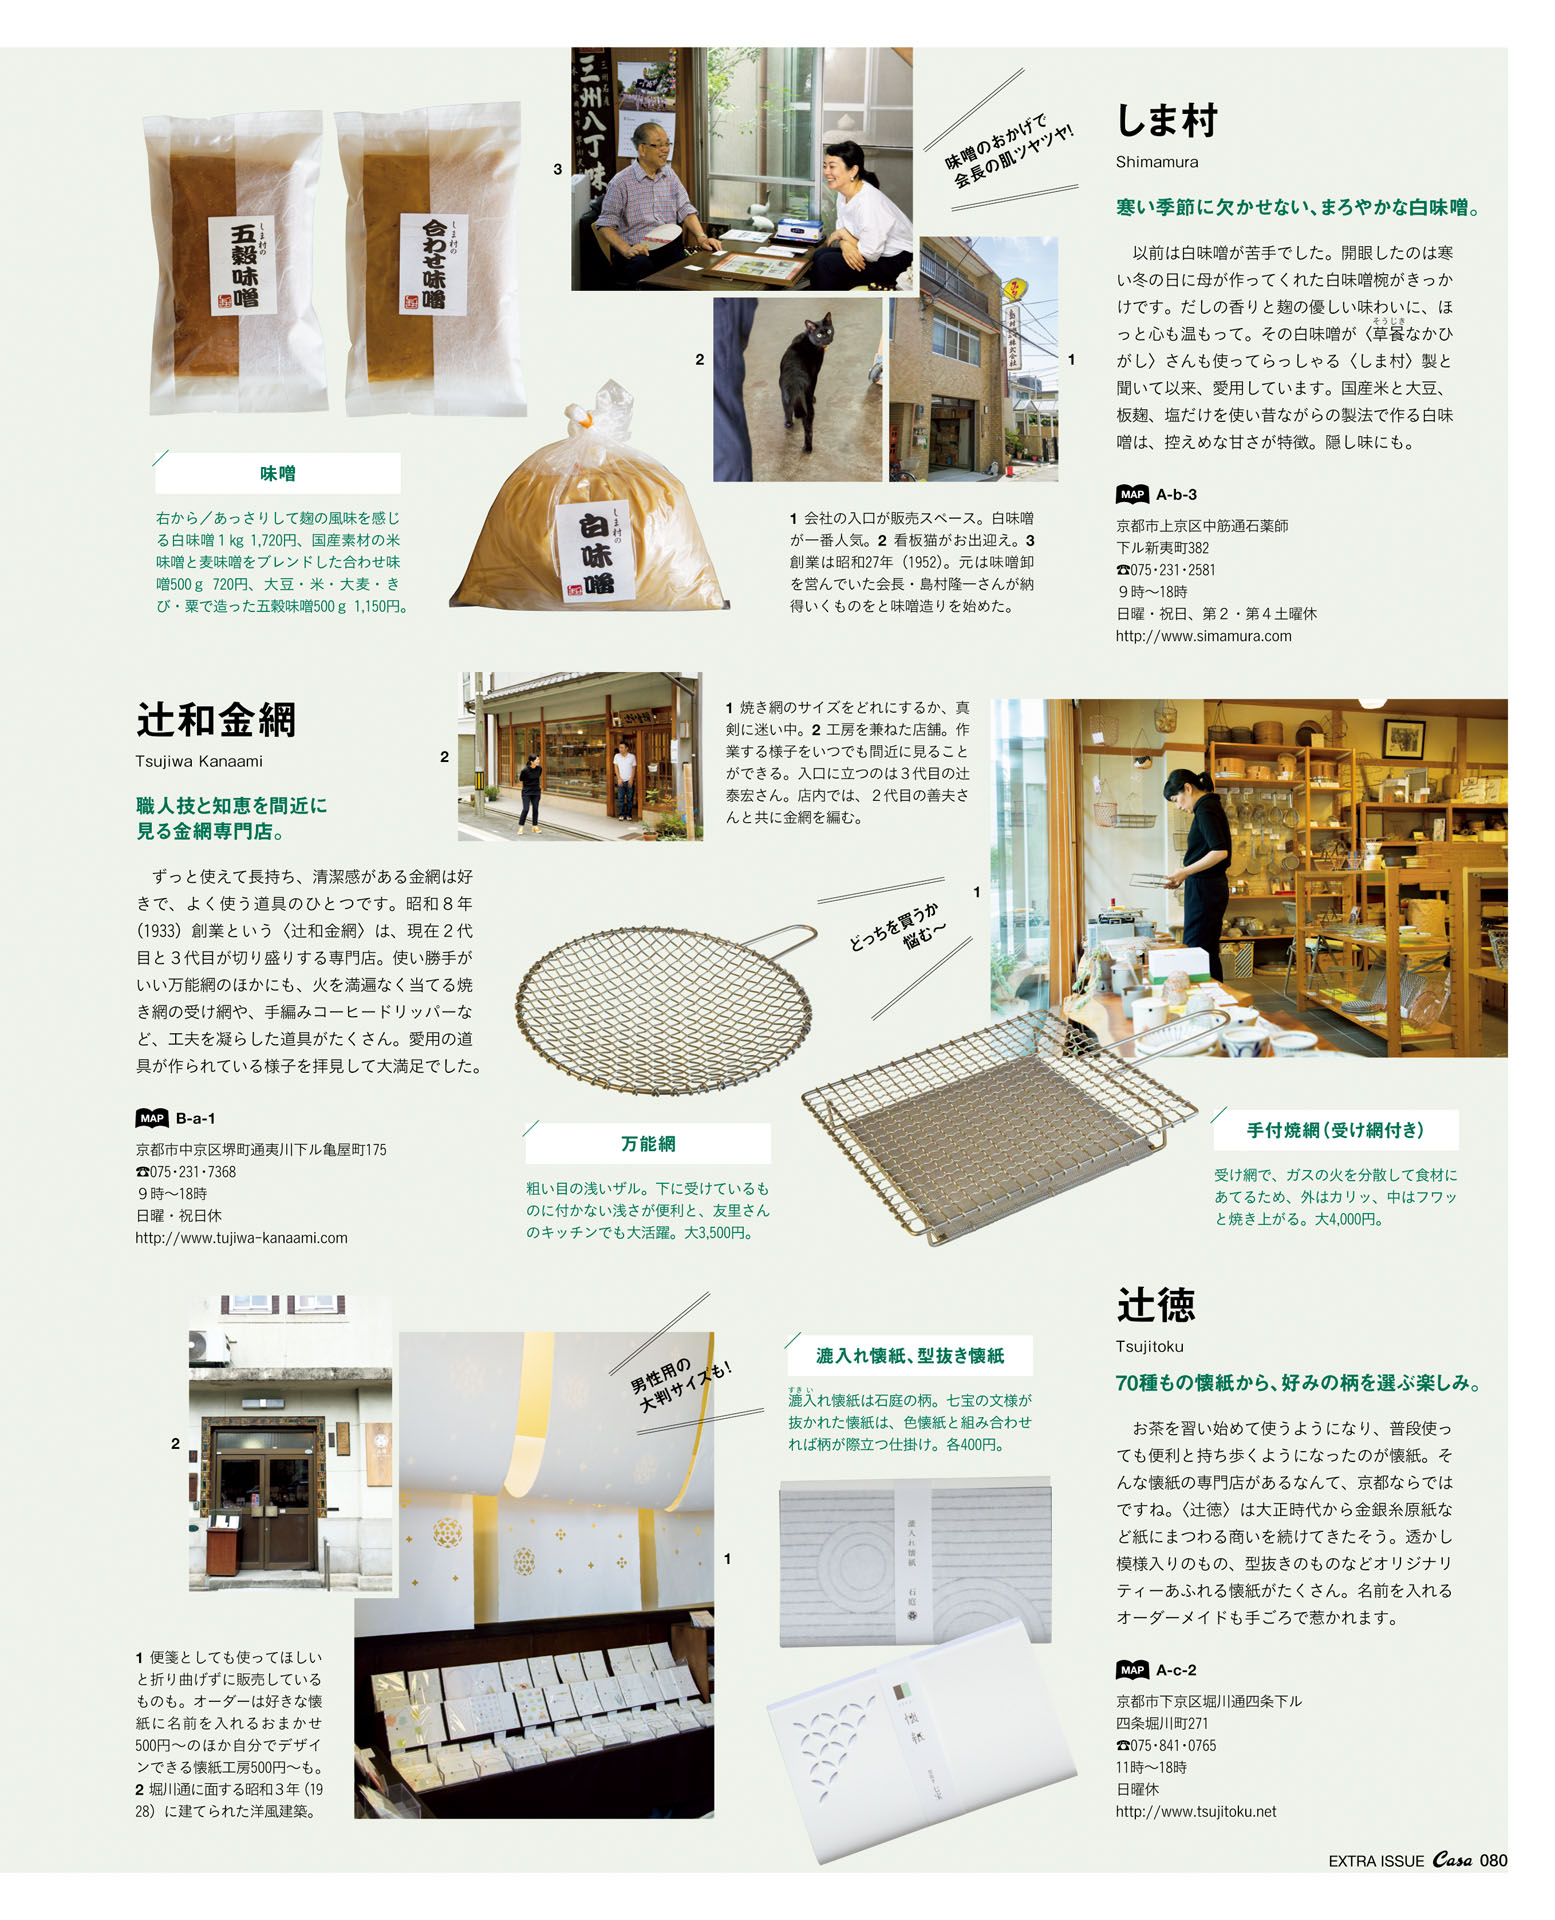 しま村
Shimamura
寒い季節に欠かせない、まろやかな白味噌。
以前は白味噌が苦手でした。開眼したのは寒
い冬の日に母が作ってくれた白味噌椀がきっか
けです。だしの香りと麹の優しい味わいに、ほ
っと心も温もって。その白味噌が〈草喰なかひ
そうじき
がし〉さんも使ってらっしゃる〈しま村〉製と
聞いて以来、愛用しています。国産米と大豆、
板麹、塩だけを使い昔ながらの製法で作る白味
噌は、控えめな甘さが特徴。隠し味にも。
MAP A-b-3
京都市上京区中筋通石薬師
下ル新夷町382
☎075・231・2581
9時〜18時
日曜・祝日、第2・第4土曜休
http://www.simamura.com
味噌のおかげで
会長の肌ツヤツヤ!
3
2
1
三州名産
三州八丁味
しま村の
五穀味噌
しま村の
合わせ味噌
しま村の
白味噌
味噌
右から／あっさりして麹の風味を感じ
る白味噌1kg 1,720円、国産素材の米
味噌と麦味噌をブレンドした合わせ味
噌500g 720円、大豆・米・大麦・き
び・粟で造った五穀味噌500g 1,150円。
1 会社の入口が販売スペース。白味噌
が一番人気。2 看板猫がお出迎え。3
創業は昭和27年（1952）。元は味噌卸
を営んでいた会長・島村隆一さんが納
得いくものをと味噌造りを始めた。
辻和金網
Tsujiwa Kanaami
職人技と知恵を間近に
見る金網専門店。
ずっと使えて長持ち、清潔感がある金網は好
きで、よく使う道具のひとつです。昭和8年
（1933）創業という〈辻和金網〉は、現在2代
目と3代目が切り盛りする専門店。使い勝手が
いい万能網のほかにも、火を満遍なく当てる焼
き網の受け網や、手編みコーヒードリッパーな
ど、工夫を凝らした道具がたくさん。愛用の道
具が作られている様子を拝見して大満足でした。
MAP B-a-1
京都市中京区堺町通夷川下ル亀屋町175
☎075・231・7368
9時〜18時
日曜・祝日休
http://www.tujiwa-kanaami.com
2
1 焼き網のサイズをどれにするか、真
剣に迷い中。2 工房を兼ねた店舗。作
業する様子をいつでも間近に見ること
ができる。入口に立つのは3代目の辻
泰宏さん。店内では、2代目の善夫さ
んと共に金網を編む。
どっちを買うか
悩む〜
1
万能網
粗い目の浅いザル。下に受けているも
のに付かない浅さが便利と、友里さん
のキッチンでも大活躍。大3,500円。
手付焼網（受け網付き）
受け網で、ガスの火を分散して食材に
あてるため、外はカリッ、中はフワッ
と焼き上がる。大4,000円。
辻徳
Tsujitoku
70種もの懐紙から、好みの柄を選ぶ楽しみ。
お茶を習い始めて使うようになり、普段使っ
ても便利と持ち歩くようになったのが懐紙。そ
んな懐紙の専門店があるなんて、京都ならでは
ですね。〈辻徳〉は大正時代から金銀糸原紙な
ど紙にまつわる商いを続けてきたそう。透かし
模様入りのもの、型抜きのものなどオリジナリ
ティーあふれる懐紙がたくさん。名前を入れる
オーダーメイドも手ごろで惹かれます。
MAP A-c-2
京都市下京区堀川通四条下ル
四条堀川町271
☎075・841・0765
11時〜18時
日曜休
http://www.tsujitoku.net
男性用の
大判サイズも!
2
1
漉入れ懐紙、型抜き懐紙
すき い
漉入れ懐紙は石庭の柄。七宝の文様が
抜かれた懐紙は、色懐紙と組み合わせ
れば柄が際立つ仕掛け。各400円。
漉入れ懐紙 石庭
懐紙
1 便箋としても使ってほしい
と折り曲げずに販売している
ものも。オーダーは好きな懐
紙に名前を入れるおまかせ
500円〜のほか自分でデザイ
ンできる懐紙工房500円〜も。
2 堀川通に面する昭和3年（19
28）に建てられた洋風建築。
EXTRA ISSUE Casa 080